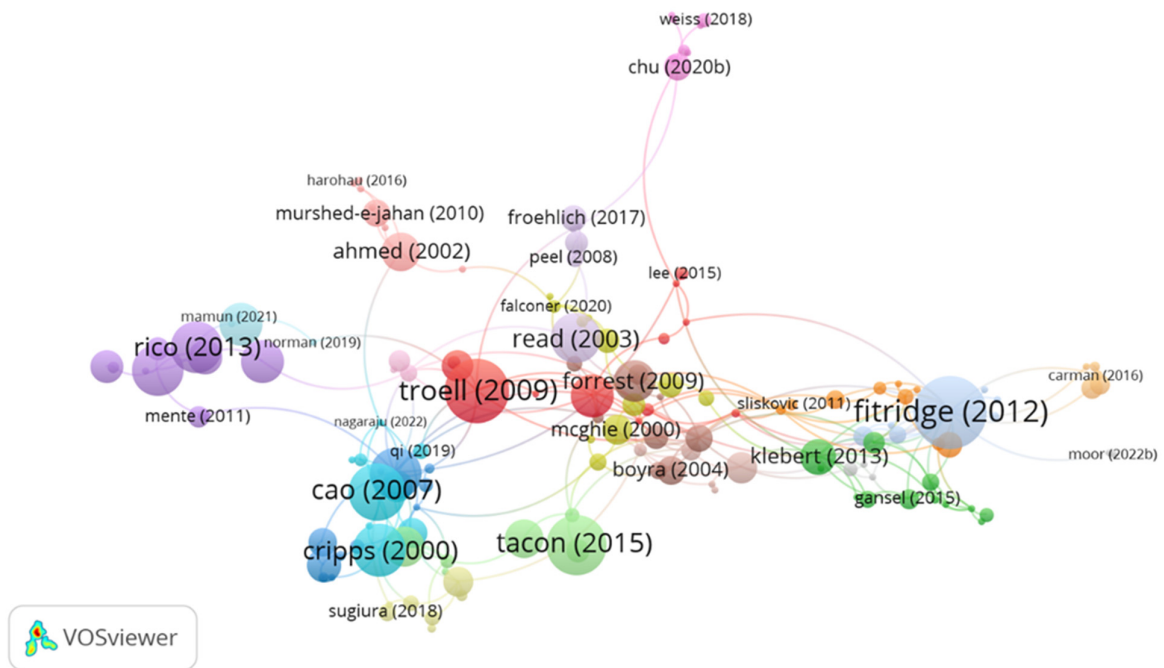 weiss (2018)
chu (2020b)
harohau (2016)
murshed-e-jahan (2010)
froehlich (2017)
ahmed (2002)
peel (2008)
lee (2015)
falconer (2020)
mamun (2021)
rico (2013)
norman (2019)
read (2003)
troell (2009)
forrest (2009)
carman (2016)
sliskovic (2011)
fitridge (2012)
mente (2011)
nagaraju (2022)
mcghie (2000)
qi (2019)
boyra (2004)
klebert (2013)
moor (2022b)
cao (2007)
gansel (2015)
cripps (2000)
tacon (2015)
sugiura (2018)
VOSviewer